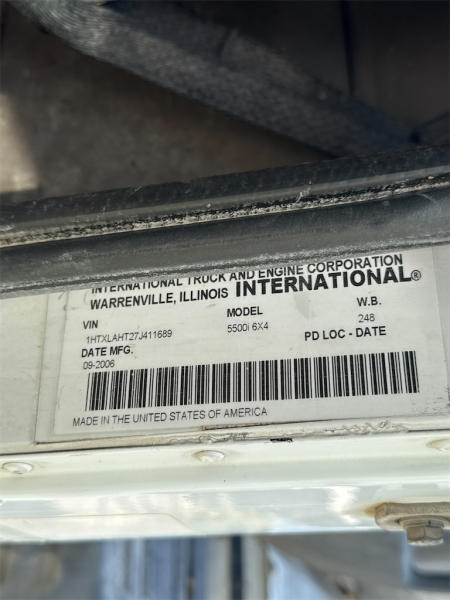 INTERNATIONAL TRUCK AND ENGINE CORPORATION
WARRENVILLE, ILLINOIS INTERNATIONAL®
VIN MODEL W.B.
1HTXLAHT27J411689 5500i 6X4 248
DATE MFG. PD LOC - DATE
09-2006
MADE IN THE UNITED STATES OF AMERICA